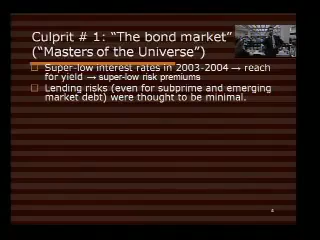 Culprit # 1: “The bond market”
(“Masters of the Universe”)
Super-low interest rates in 2003-2004 → reach
for yield → super-low risk premiums
Lending risks (even for subprime and emerging
market debt) were thought to be minimal.
4